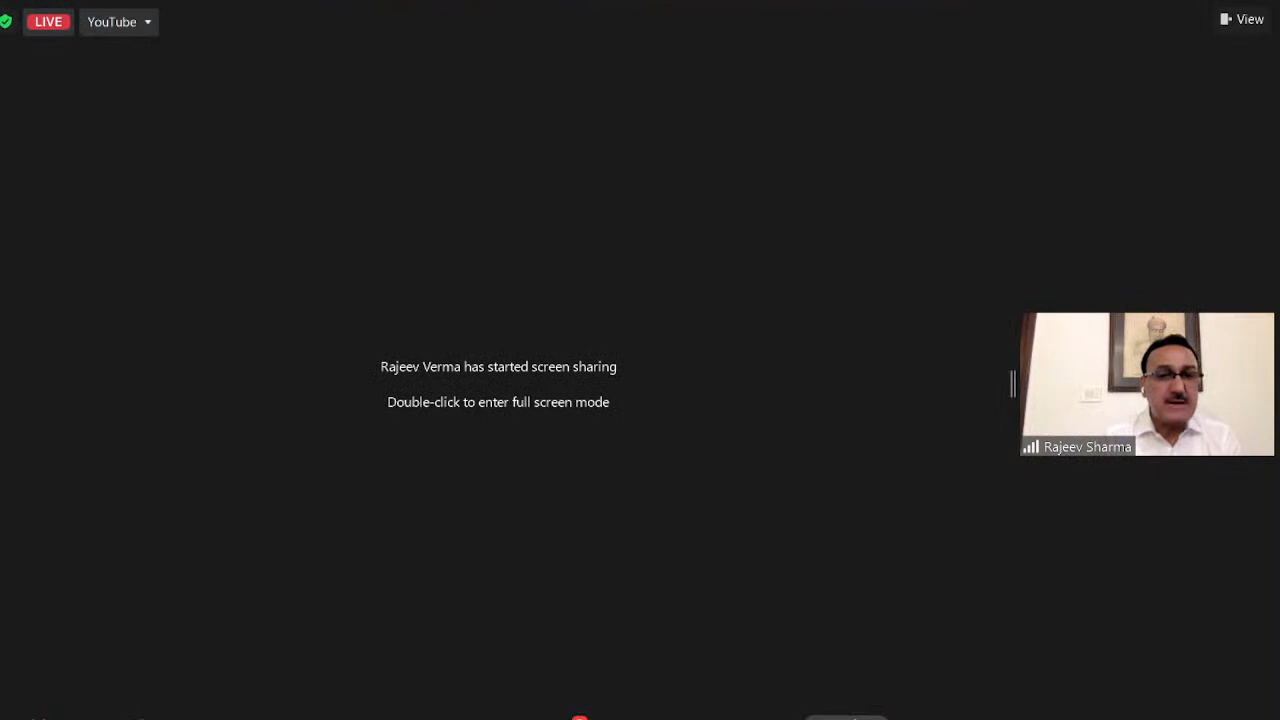 LIVE
YouTube
View
Rajeev Verma has started screen sharing
Double-click to enter full screen mode
Rajeev Sharma